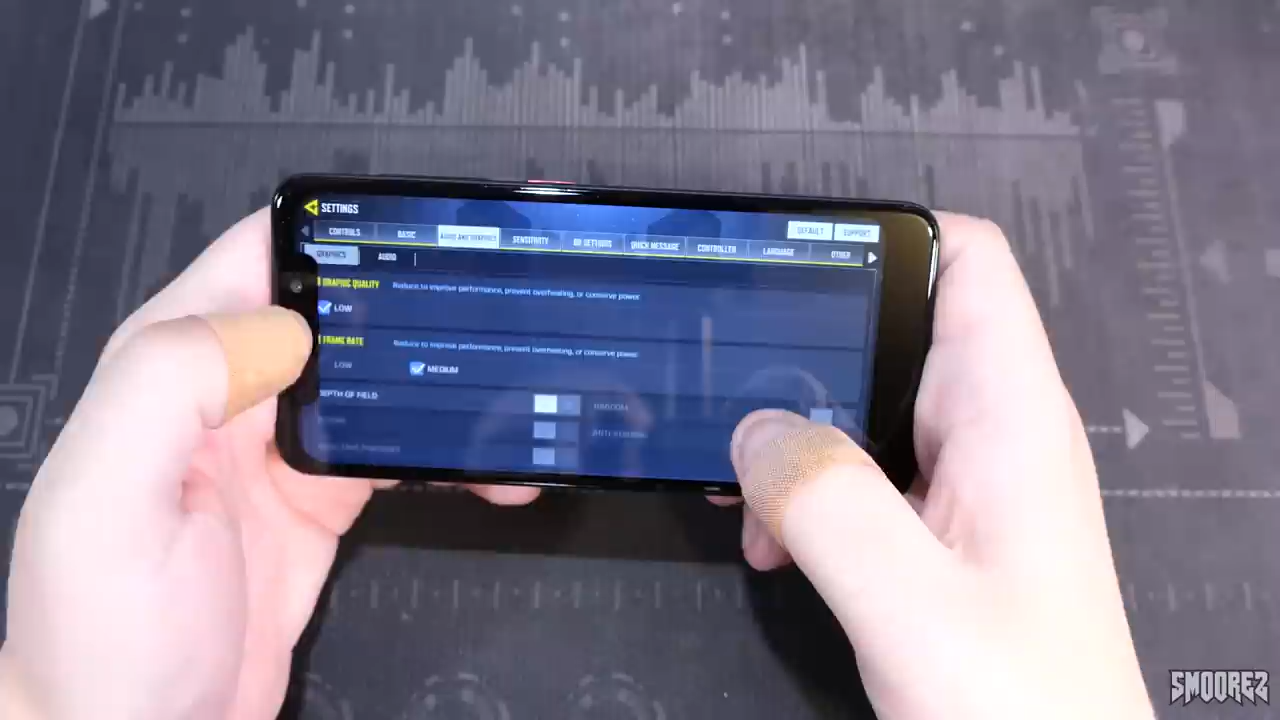 SETTINGS
DEFAULT
SUPPORT
CONTROLS
BASIC
AUDIO AND GRAPHICS
SENSITIVITY
BR SETTINGS
QUICK MESSAGE
CONTROLLER
LANGUAGE
OTHER
GRAPHICS
AUDIO
GRAPHIC QUALITY
Reduce to improve performance, prevent overheating, or conserve power.
LOW
FRAME RATE
Reduce to improve performance, prevent overheating, or conserve power.
LOW
MEDIUM
DEPTH OF FIELD
RAGDOLL
SMOOREZ